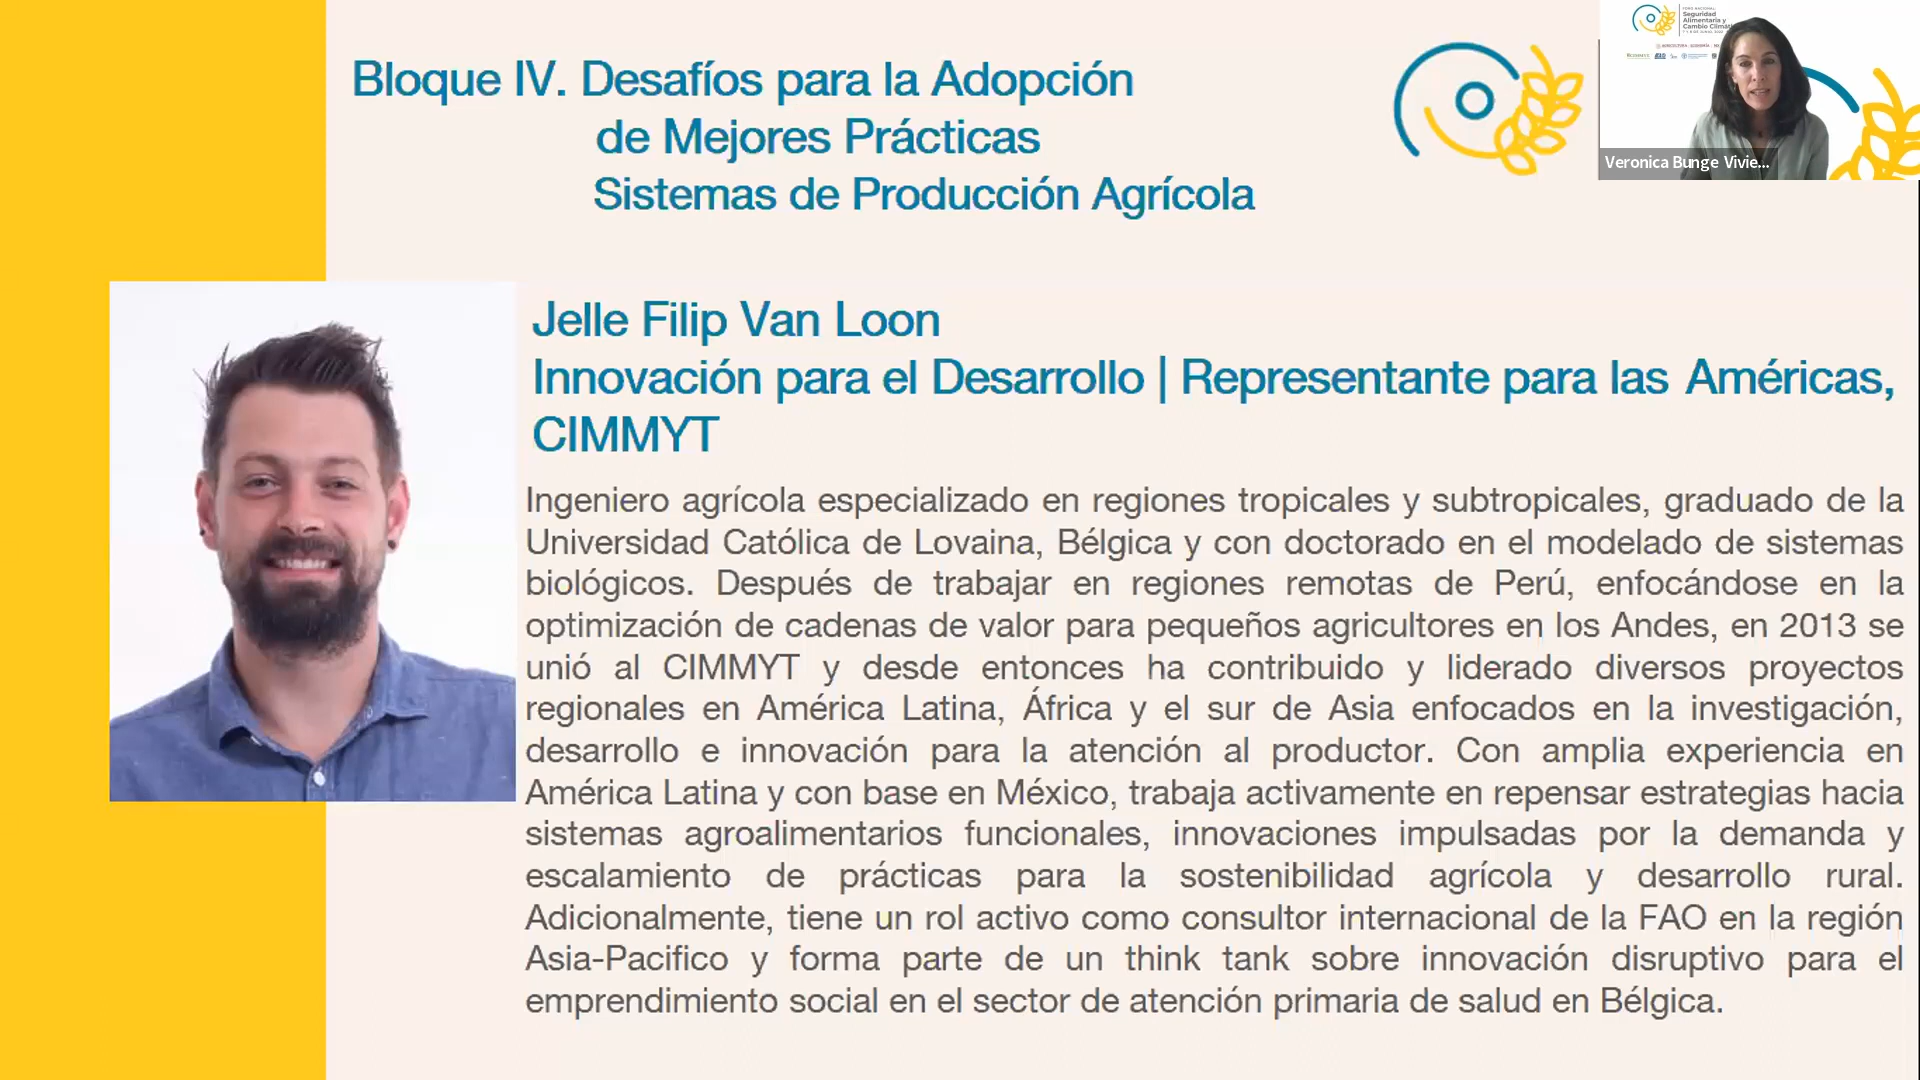 Bloque IV. Desafíos para la Adopción
de Mejores Prácticas
Sistemas de Producción Agrícola
FORO NACIONAL:
Seguridad
Alimentaria y
Cambio Climáti
Veronica Bunge Vivie...
Jelle Filip Van Loon
Innovación para el Desarrollo | Representante para las Américas,
CIMMYT
Ingeniero agrícola especializado en regiones tropicales y subtropicales, graduado de la
Universidad Católica de Lovaina, Bélgica y con doctorado en el modelado de sistemas
biológicos. Después de trabajar en regiones remotas de Perú, enfocándose en la
optimización de cadenas de valor para pequeños agricultores en los Andes, en 2013 se
unió al CIMMYT y desde entonces ha contribuido y liderado diversos proyectos
regionales en América Latina, África y el sur de Asia enfocados en la investigación,
desarrollo e innovación para la atención al productor. Con amplia experiencia en
América Latina y con base en México, trabaja activamente en repensar estrategias hacia
sistemas agroalimentarios funcionales, innovaciones impulsadas por la demanda y
escalamiento de prácticas para la sostenibilidad agrícola y desarrollo rural.
Adicionalmente, tiene un rol activo como consultor internacional de la FAO en la región
Asia-Pacifico y forma parte de un think tank sobre innovación disruptivo para el
emprendimiento social en el sector de atención primaria de salud en Bélgica.